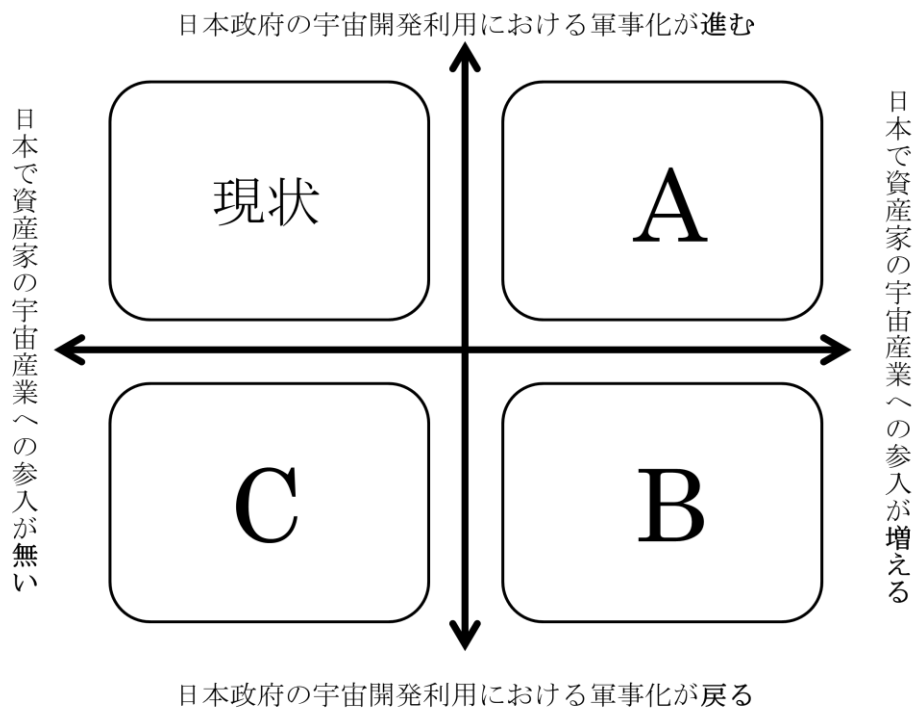 日本政府の宇宙開発利用における軍事化が進む
日本で資産家の宇宙産業への参入が無い
現状
A
日本で資産家の宇宙産業への参入が増える
C
B
日本政府の宇宙開発利用における軍事化が戻る